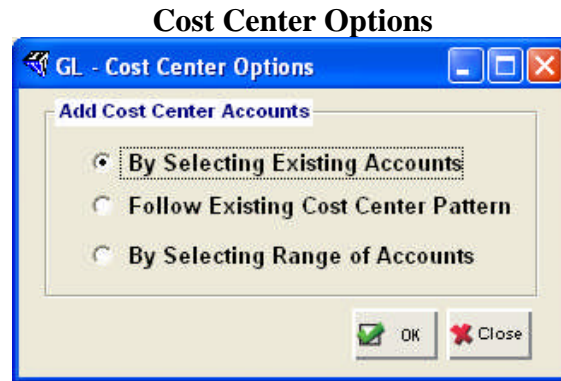 Cost Center Options
GL - Cost Center Options
Add Cost Center Accounts
By Selecting Existing Accounts
Follow Existing Cost Center Pattern
By Selecting Range of Accounts
OK Close